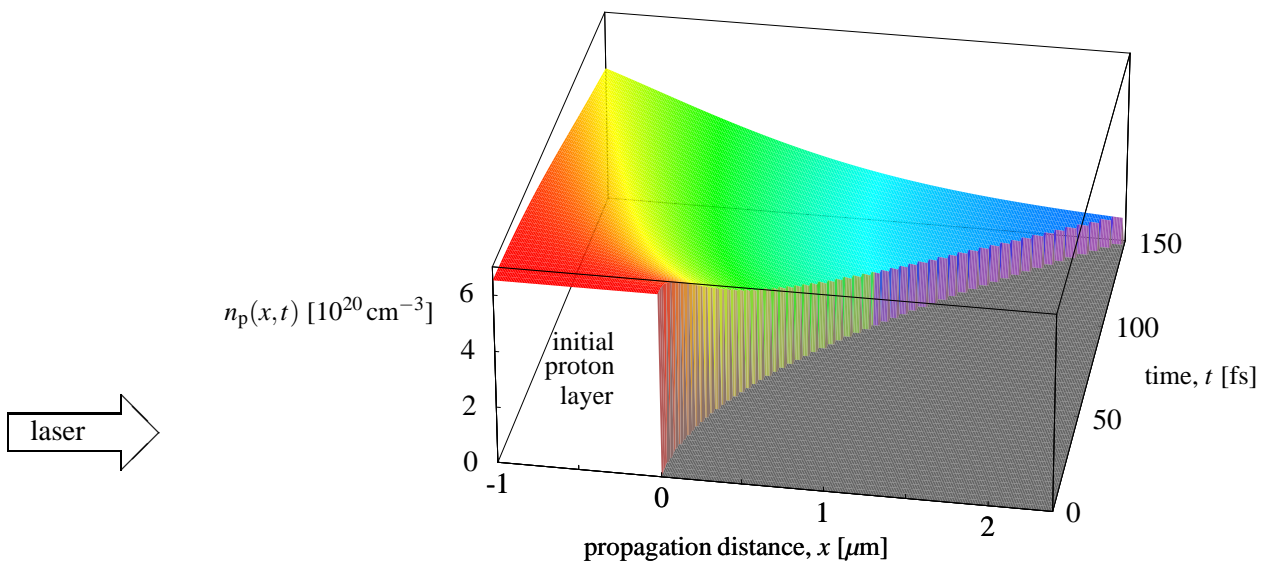 150
6
n_p(x,t) [10^20 cm^−3]
100
initial
proton
layer
4
time, t [fs]
2
50
laser
0
0
-1
0
1
2
propagation distance, x [μm]